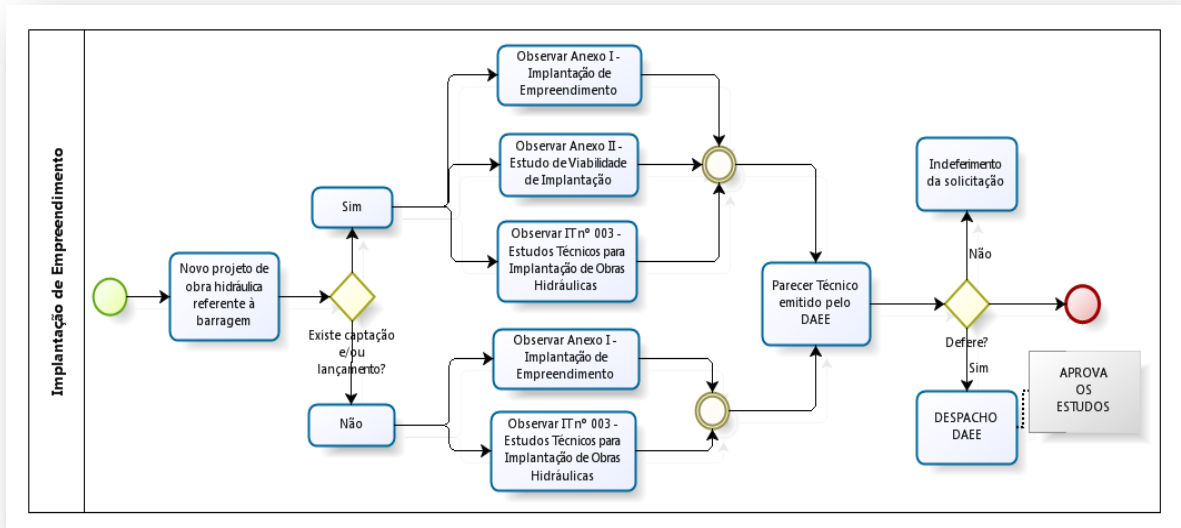 Implantação de Empreendimento
Novo projeto de
obra hidráulica
referente à
barragem
Existe captação
e/ou
lançamento?
Sim
Não
Observar Anexo I -
Implantação de
Empreendimento
Observar Anexo II -
Estudo de Viabilidade
de Implantação
Observar IT nº 003 -
Estudos Técnicos para
Implantação de Obras
Hidráulicas
Observar Anexo I -
Implantação de
Empreendimento
Observar IT nº 003 -
Estudos Técnicos para
Implantação de Obras
Hidráulicas
Parecer Técnico
emitido pelo
DAEE
Indeferimento
da solicitação
Não
Defere?
Sim
DESPACHO
DAEE
APROVA
OS
ESTUDOS